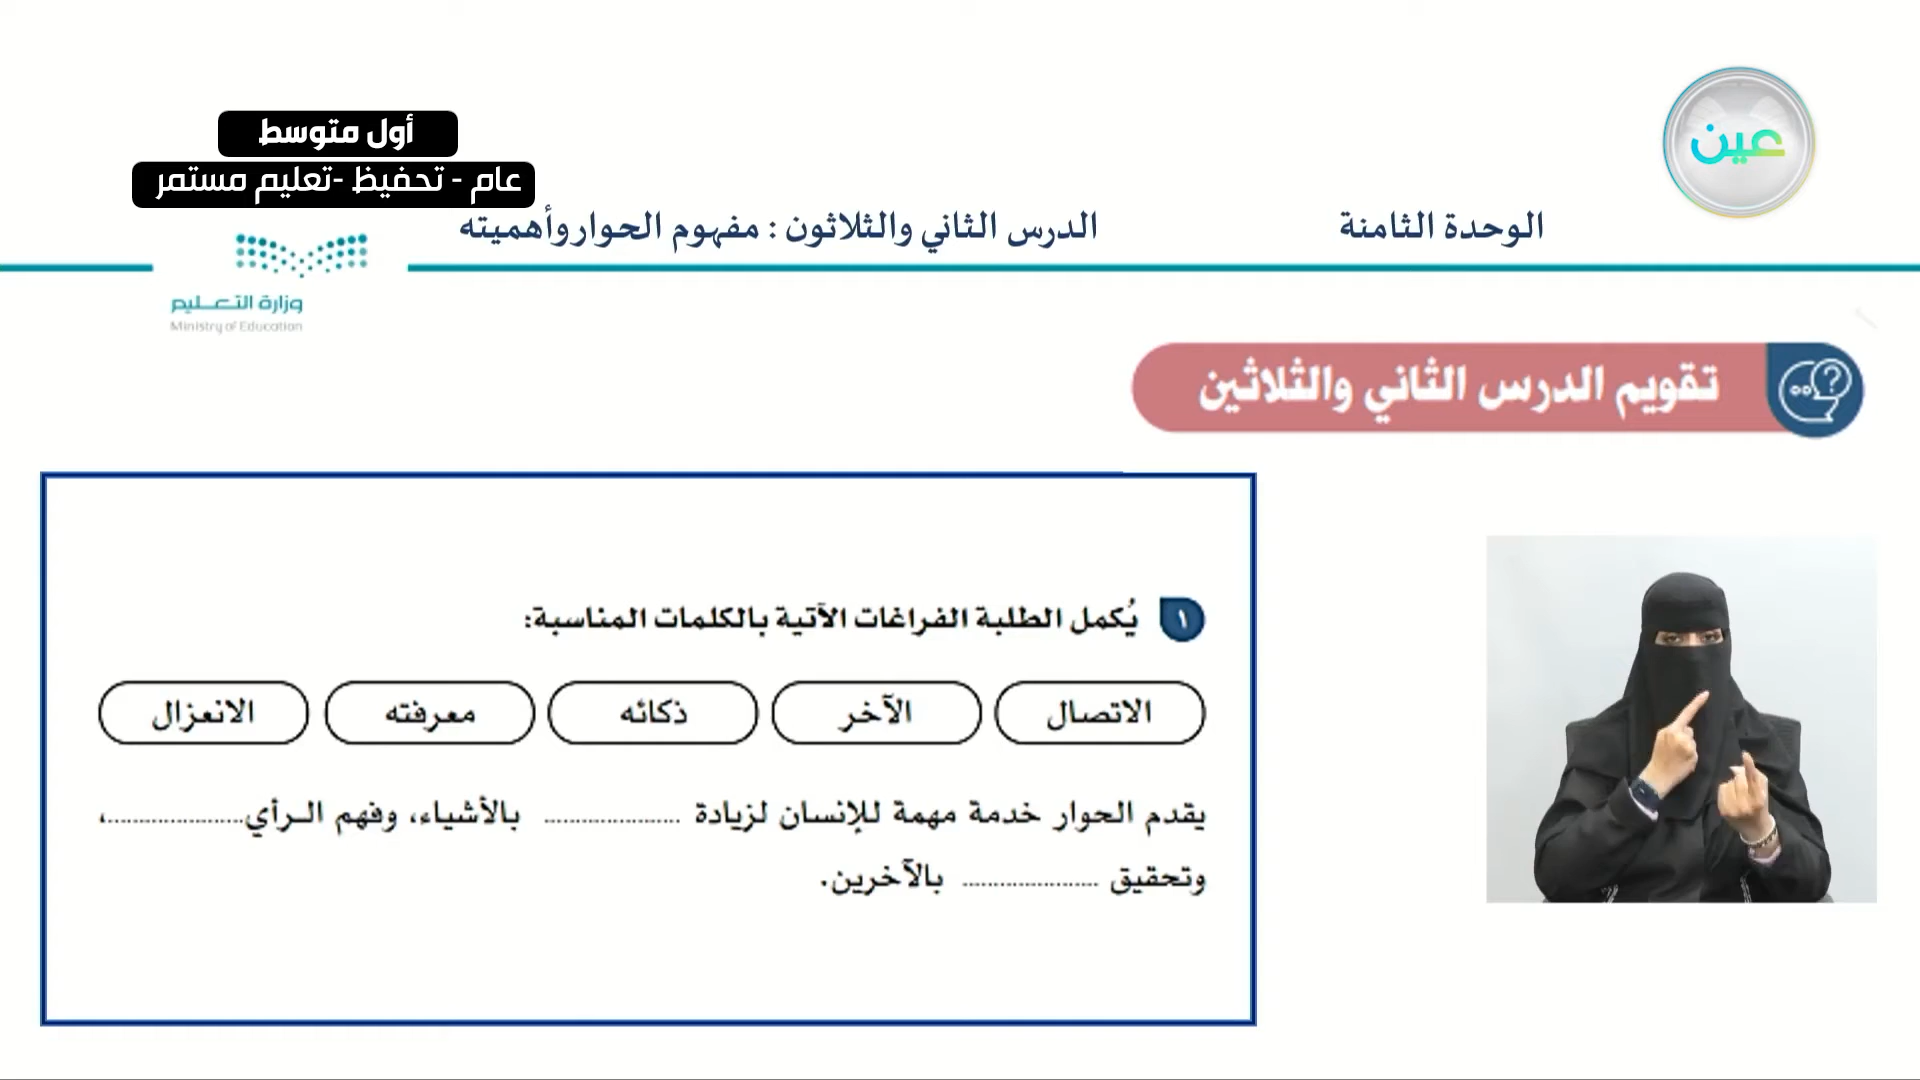 عين
أول متوسط
عام - تحفيظ -تعليم مستمر
الوحدة الثامنة
الدرس الثاني والثلاثون : مفهوم الحوار وأهميته
وزارة التعليم
Ministry of Education
تقويم الدرس الثاني والثلاثين
١ يُكمل الطلبة الفراغات الآتية بالكلمات المناسبة:
الاتصال الآخر ذكائه معرفته الانعزال
يقدم الحوار خدمة مهمة للإنسان لزيادة ...................... بالأشياء، وفهم الرأي......................،
وتحقيق ...................... بالآخرين.